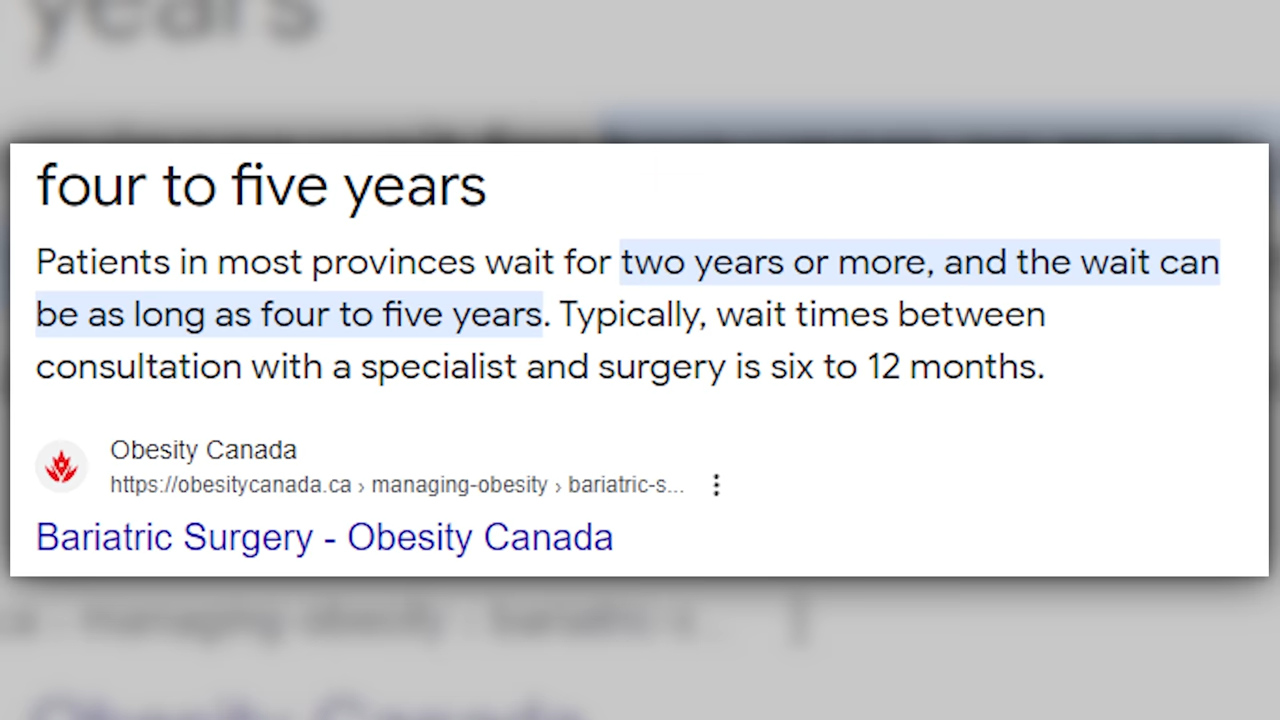 years
four to five years
Patients in most provinces wait for two years or more, and the wait can
be as long as four to five years. Typically, wait times between
consultation with a specialist and surgery is six to 12 months.
Obesity Canada
https://obesitycanada.ca › managing-obesity › bariatric-s...
Bariatric Surgery - Obesity Canada